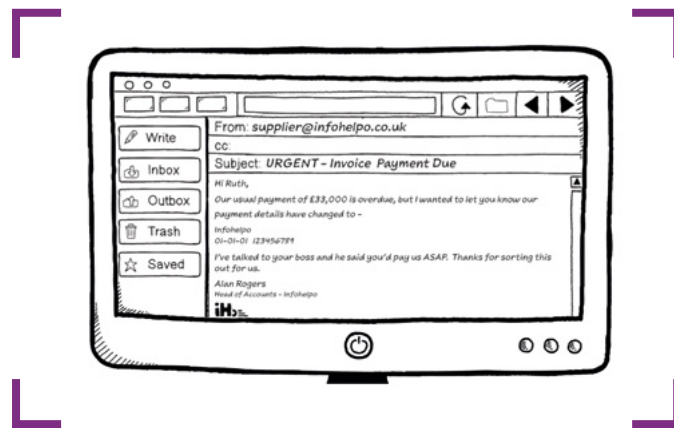 Write
Inbox
Outbox
Trash
Saved
From: supplier@infohelpo.co.uk
cc:
Subject: URGENT - Invoice Payment Due
Hi Ruth,
Our usual payment of £33,000 is overdue, but I wanted to let you know our
payment details have changed to -
Infohelpo
01-01-01 123456789
I've talked to your boss and he said you'd pay us ASAP. Thanks for sorting this
out for us.
Alan Rogers
Head of Accounts - Infohelpo
iH